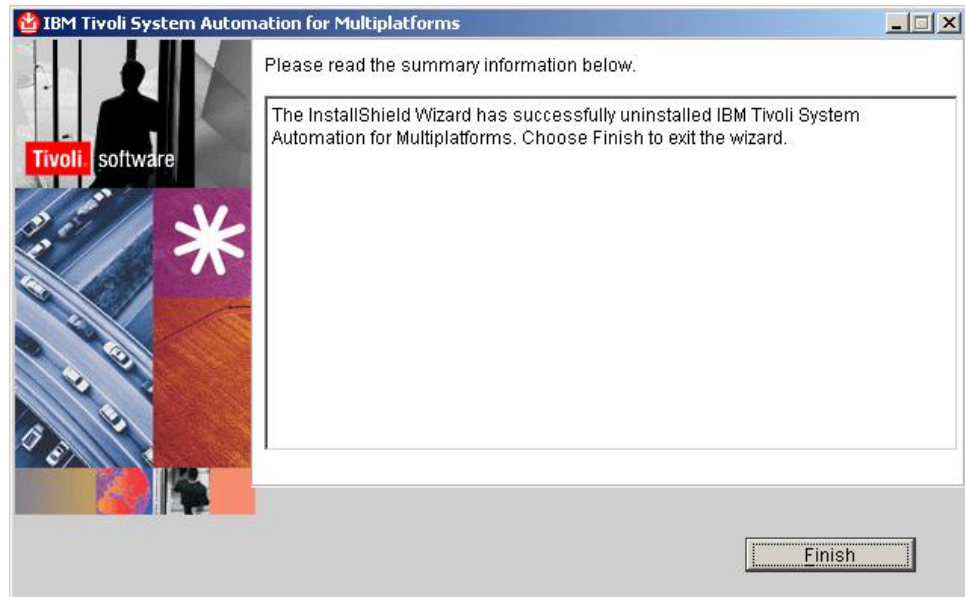 IBM Tivoli System Automation for Multiplatforms
Please read the summary information below.
The InstallShield Wizard has successfully uninstalled IBM Tivoli System
Automation for Multiplatforms. Choose Finish to exit the wizard.
Tivoli software
Finish